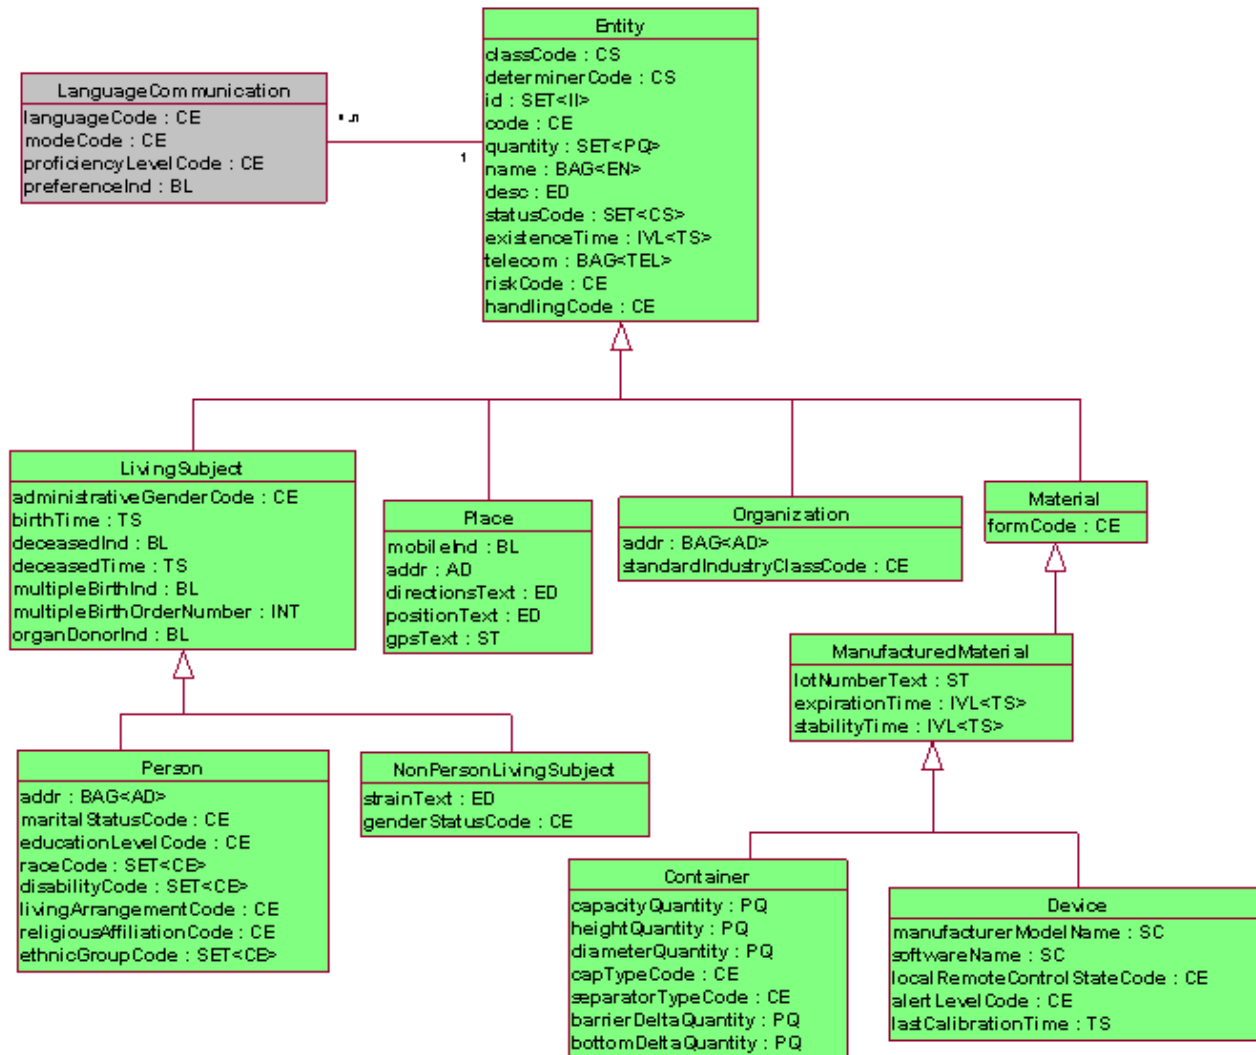 Entity
classCode : CS
determinerCode : CS
id : SET<II>
code : CE
quantity : SET<PQ>
name : BAG<EN>
desc : ED
statusCode : SET<CS>
existenceTime : IVL<TS>
telecom : BAG<TEL>
riskCode : CE
handlingCode : CE
LanguageCommunication
languageCode : CE
modeCode : CE
proficiencyLevelCode : CE
preferenceInd : BL
1
LivingSubject
administrativeGenderCode : CE
birthTime : TS
deceasedInd : BL
deceasedTime : TS
multipleBirthInd : BL
multipleBirthOrderNumber : INT
organDonorInd : BL
Place
mobileInd : BL
addr : AD
directionsText : ED
positionText : ED
gpsText : ST
Organization
addr : BAG<AD>
standardIndustryClassCode : CE
Material
formCode : CE
ManufacturedMaterial
lotNumberText : ST
expirationTime : IVL<TS>
stabilityTime : IVL<TS>
Person
addr : BAG<AD>
maritalStatusCode : CE
educationLevelCode : CE
raceCode : SET<CE>
disabilityCode : SET<CE>
livingArrangementCode : CE
religiousAffiliationCode : CE
ethnicGroupCode : SET<CE>
NonPersonLivingSubject
strainText : ED
genderStatusCode : CE
Container
capacityQuantity : PQ
heightQuantity : PQ
diameterQuantity : PQ
capTypeCode : CE
separatorTypeCode : CE
barrierDeltaQuantity : PQ
bottomDeltaQuantity : PQ
Device
manufacturerModelName : SC
softwareName : SC
localRemoteControlStateCode : CE
alertLevelCode : CE
lastCalibrationTime : TS